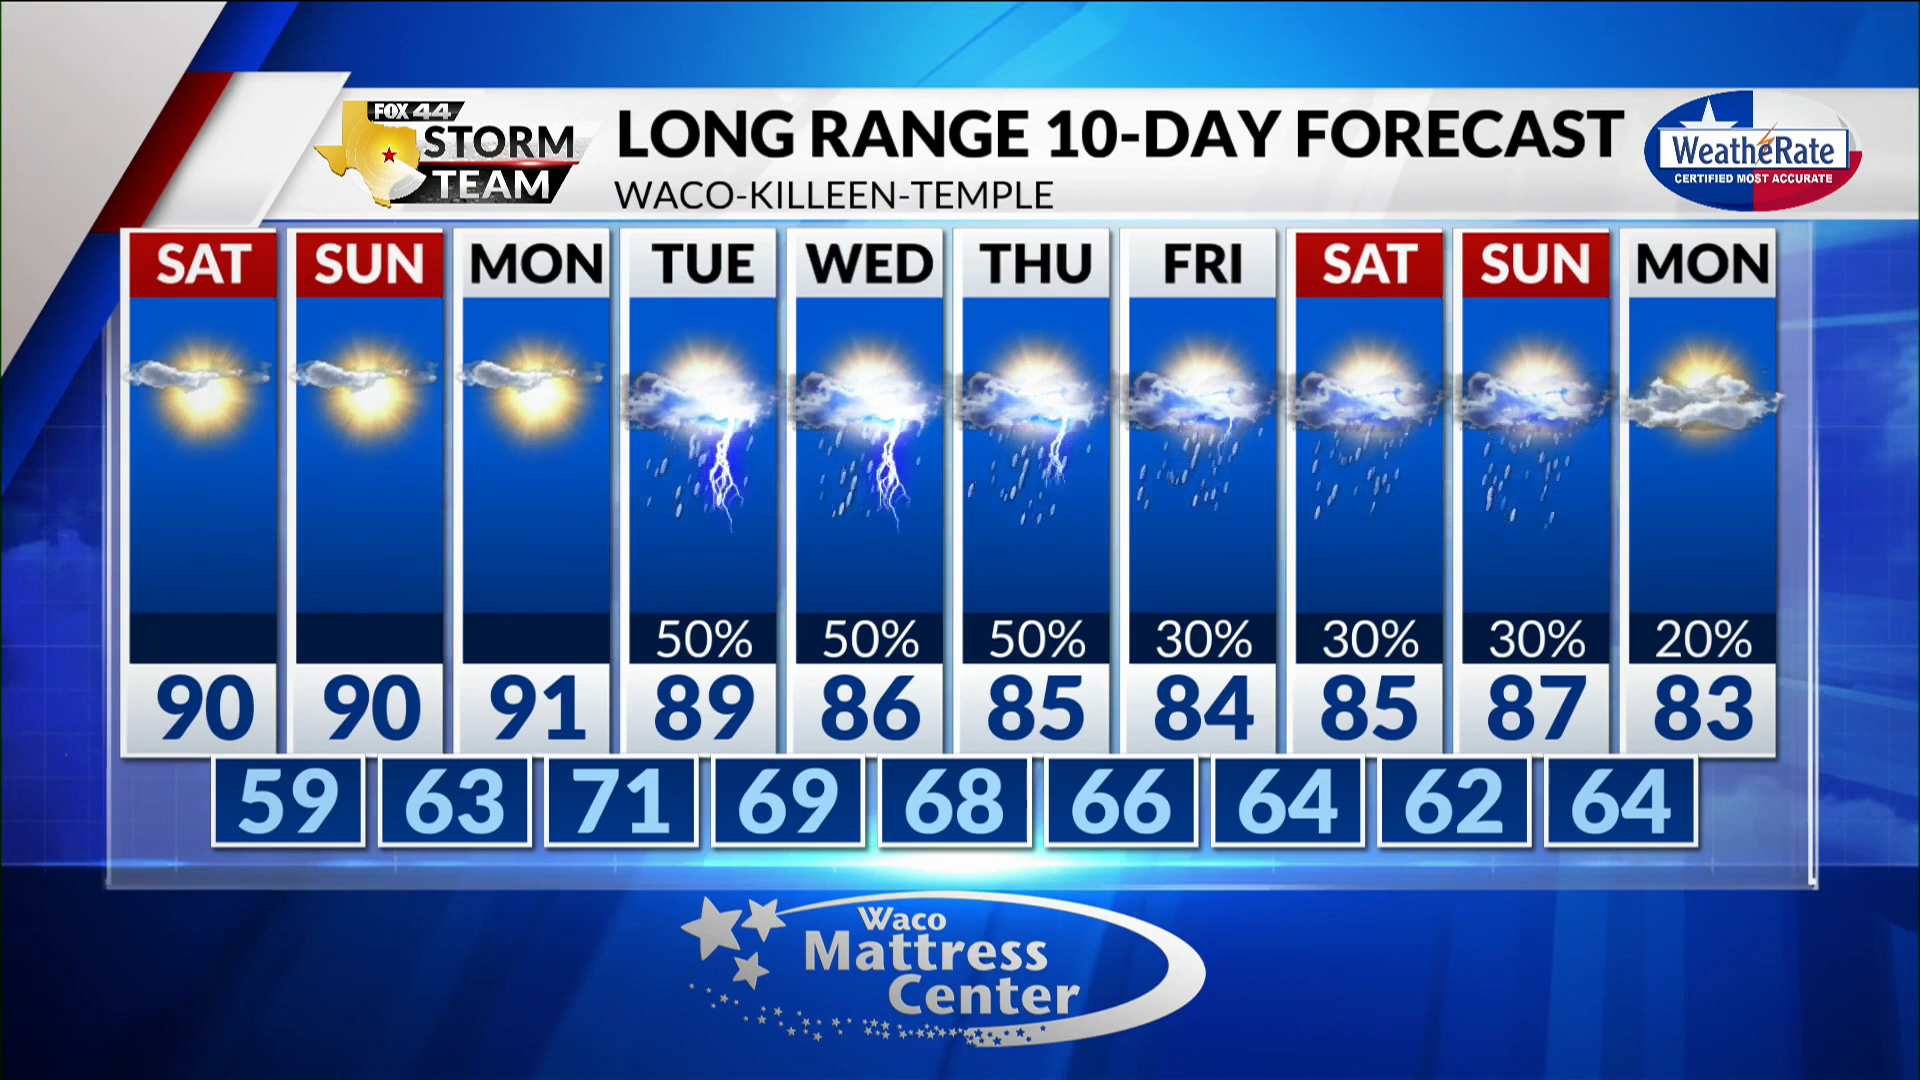 FOX 44
STORM
TEAM
LONG RANGE 10-DAY FORECAST
WACO-KILLEEN-TEMPLE
WeatheRate
CERTIFIED MOST ACCURATE
SAT SUN MON TUE WED THU FRI SAT SUN MON
50% 50% 50% 30% 30% 30% 20%
90 90 91 89 86 85 84 85 87 83
59 63 71 69 68 66 64 62 64
Waco
Mattress
Center